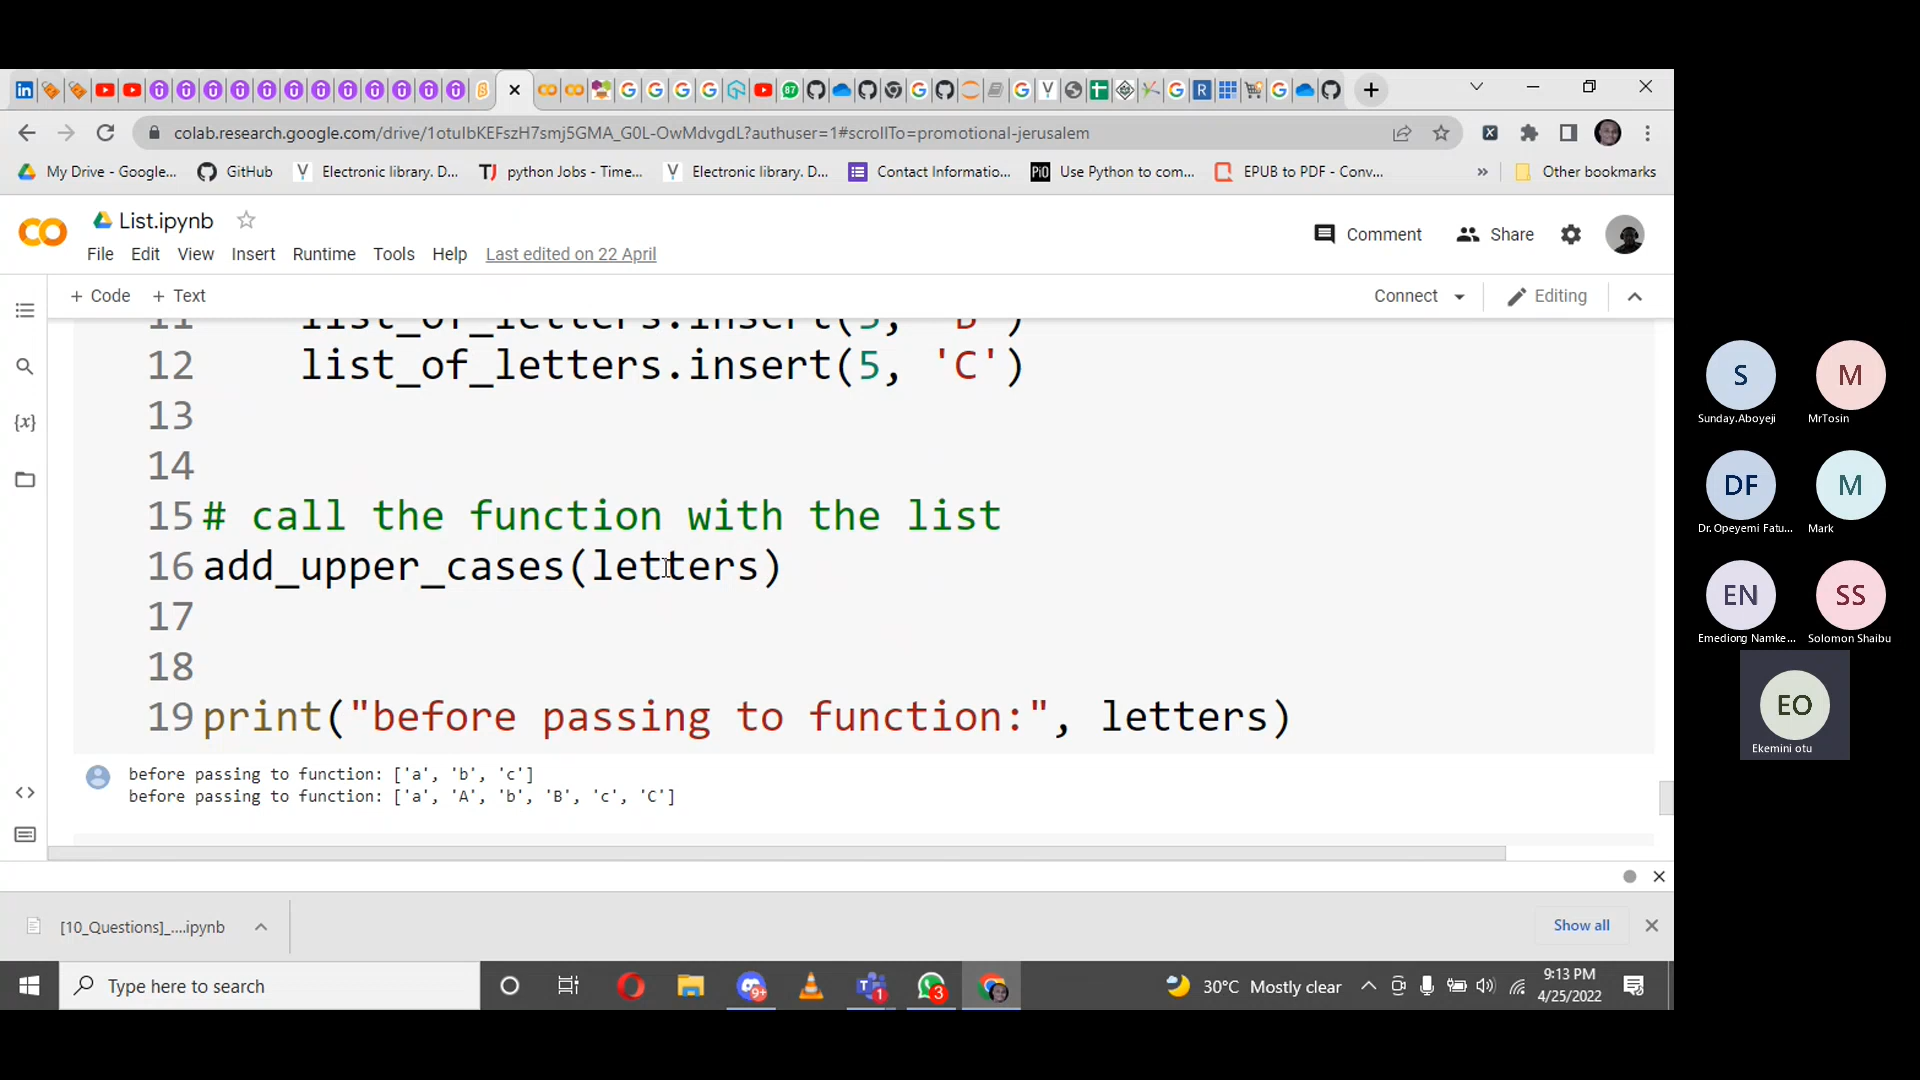 colab.research.google.com/drive/1otuIbKEFszH7smj5GMA_G0L-OwMdvgdL?authuser=1#scrollTo=promotional-jerusalem
My Drive - Google... GitHub Electronic library. D... python Jobs - Time... Electronic library. D... Contact Informatio... Use Python to com... EPUB to PDF - Conv... » Other bookmarks
List.ipynb
Comment Share
File Edit View Insert Runtime Tools Help Last edited on 22 April
+ Code + Text Connect Editing
11 list_of_letters.insert(3, 'B')
12 list_of_letters.insert(5, 'C')
13
14
15 # call the function with the list
16 add_upper_cases(letters)
17
18
19 print("before passing to function:", letters)
before passing to function: ['a', 'b', 'c']
before passing to function: ['a', 'A', 'b', 'B', 'c', 'C']
[10_Questions]_....ipynb
Show all
Type here to search
30°C Mostly clear
9:13 PM
4/25/2022
S M
Sunday.Aboyeji MrTosin
DF M
Dr. Opeyemi Fatu... Mark
EN SS
Emediong Namke... Solomon Shaibu
EO
Ekemini otu